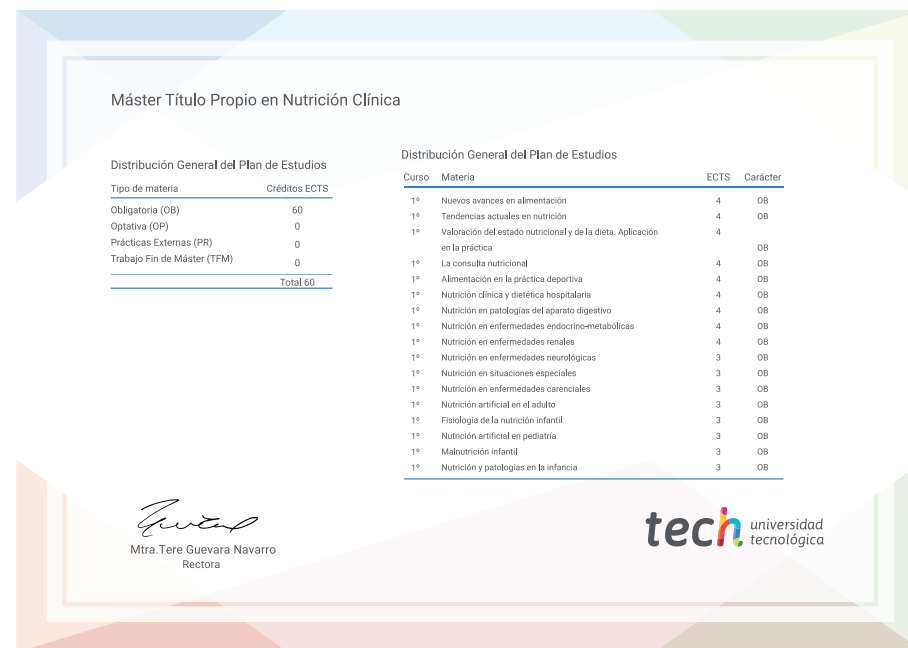 Máster Título Propio en Nutrición Clínica
Distribución General del Plan de Estudios
Tipo de materia Créditos ECTS
Obligatoria (OB) 60
Optativa (OP) 0
Prácticas Externas (PR) 0
Trabajo Fin de Máster (TFM) 0
Total 60
Distribución General del Plan de Estudios
Curso Materia ECTS Carácter
1º Nuevos avances en alimentación 4 OB
1º Tendencias actuales en nutrición 4 OB
1º Valoración del estado nutricional y de la dieta. Aplicación 4
en la práctica OB
1º La consulta nutricional 4 OB
1º Alimentación en la práctica deportiva 4 OB
1º Nutrición clínica y dietética hospitalaria 4 OB
1º Nutrición en patologías del aparato digestivo 4 OB
1º Nutrición en enfermedades endocrino-metabólicas 4 OB
1º Nutrición en enfermedades renales 4 OB
1º Nutrición en enfermedades neurológicas 3 OB
1º Nutrición en situaciones especiales 3 OB
1º Nutrición en enfermedades carenciales 3 OB
1º Nutrición artificial en el adulto 3 OB
1º Fisiología de la nutrición infantil 3 OB
1º Nutrición artificial en pediatría 3 OB
1º Malnutrición infantil 3 OB
1º Nutrición y patologías en la infancia 3 OB
Mtra.Tere Guevara Navarro
Rectora
tech universidad
tecnológica